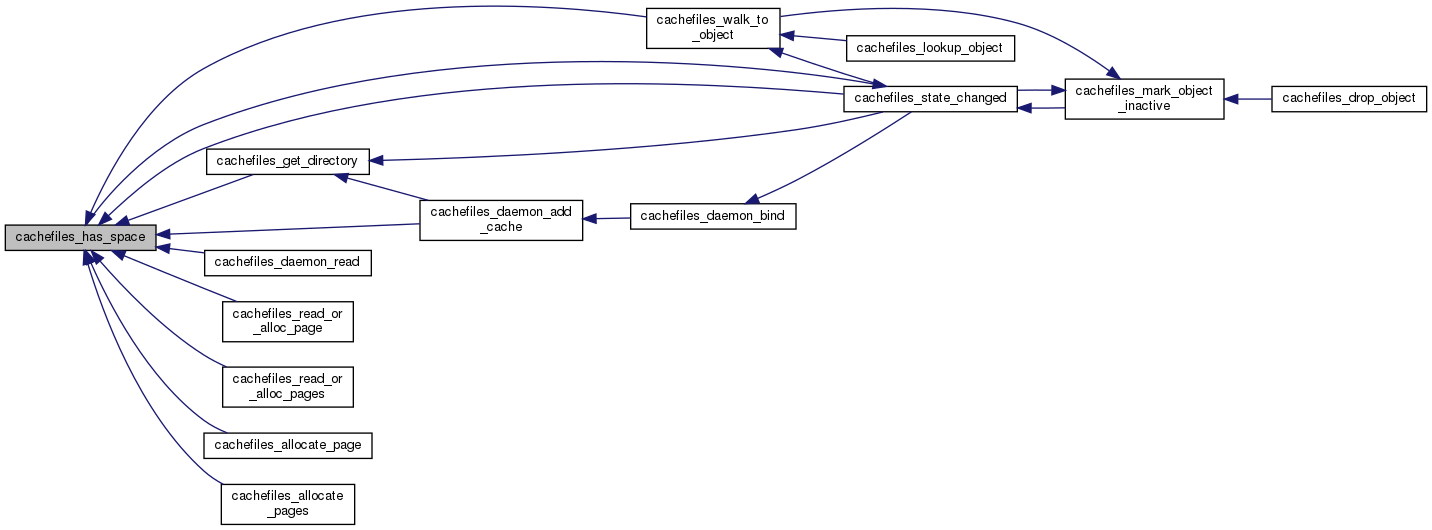 cachefiles_walk_to
_object
cachefiles_lookup_object
cachefiles_state_changed
cachefiles_mark_object
_inactive
cachefiles_drop_object
cachefiles_get_directory
cachefiles_daemon_add
_cache
cachefiles_daemon_bind
cachefiles_has_space
cachefiles_daemon_read
cachefiles_read_or
_alloc_page
cachefiles_read_or
_alloc_pages
cachefiles_allocate_page
cachefiles_allocate
_pages